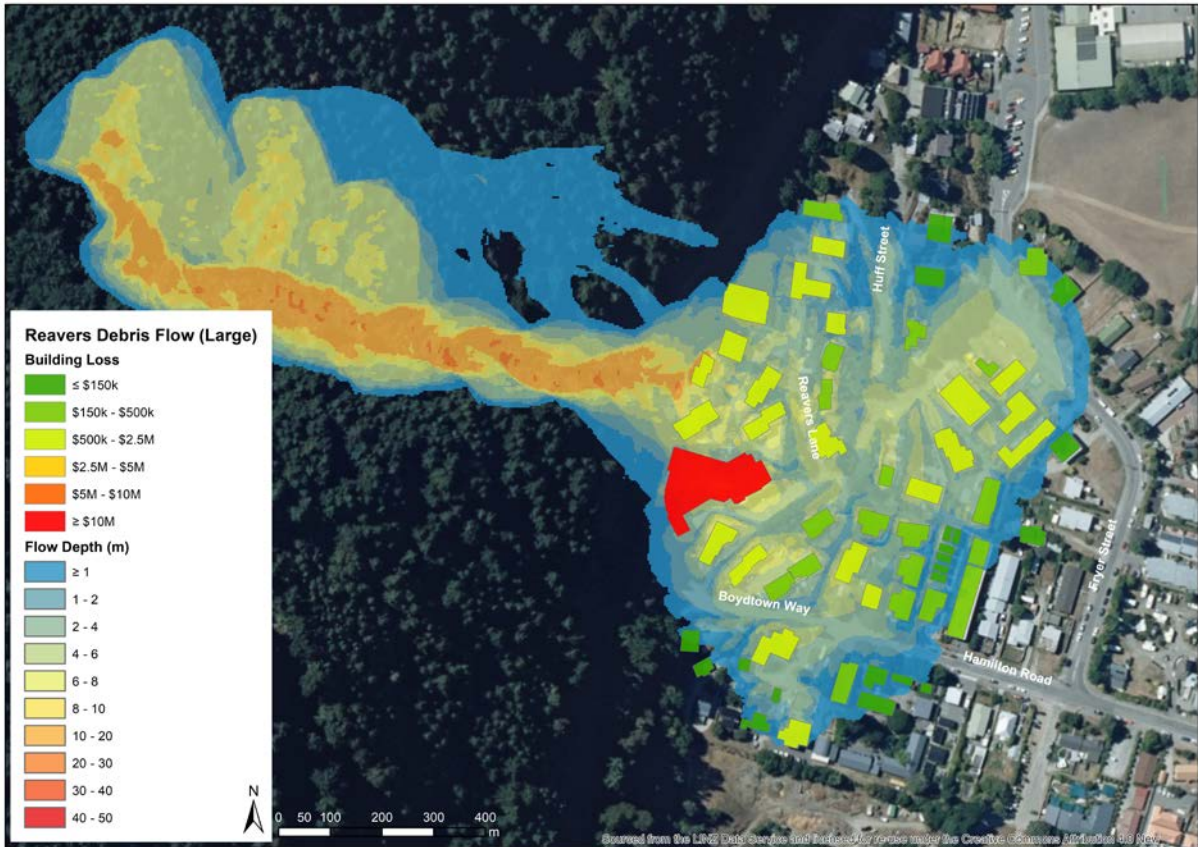 Reavers Debris Flow (Large)
Building Loss
≤ $150k
$150k - $500k
$500k - $2.5M
$2.5M - $5M
$5M - $10M
≥ $10M
Flow Depth (m)
≥ 1
1 - 2
2 - 4
4 - 6
6 - 8
8 - 10
10 - 20
20 - 30
30 - 40
40 - 50
N
0 50 100 200 300 400
m
Huff Street
Reavers Lane
Boydtown Way
Fryer Street
Hamilton Road
Sourced from the LINZ Data Service and licensed for re-use under the Creative Commons Attribution 4.0 New